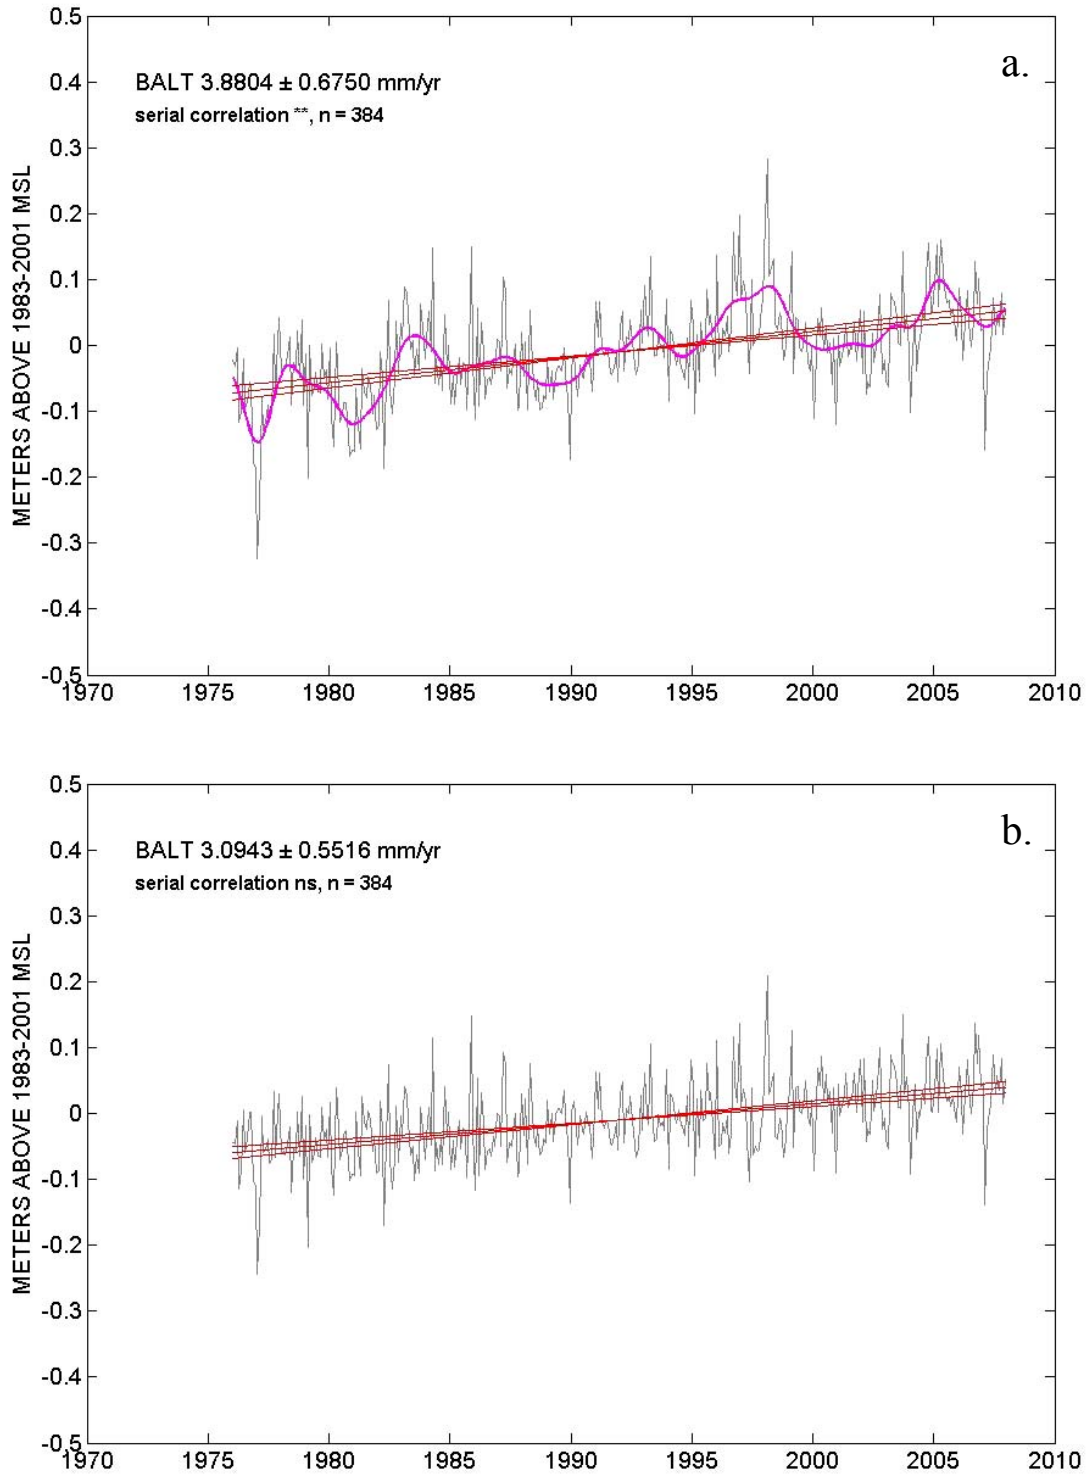 a.
BALT 3.8804 ± 0.6750 mm/yr
serial correlation **, n = 384
METERS ABOVE 1983-2001 MSL
0.5
0.4
0.3
0.2
0.1
0
-0.1
-0.2
-0.3
-0.4
-0.5
1970 1975 1980 1985 1990 1995 2000 2005 2010
b.
BALT 3.0943 ± 0.5516 mm/yr
serial correlation ns, n = 384
METERS ABOVE 1983-2001 MSL
0.5
0.4
0.3
0.2
0.1
0
-0.1
-0.2
-0.3
-0.4
-0.5
1970 1975 1980 1985 1990 1995 2000 2005 2010